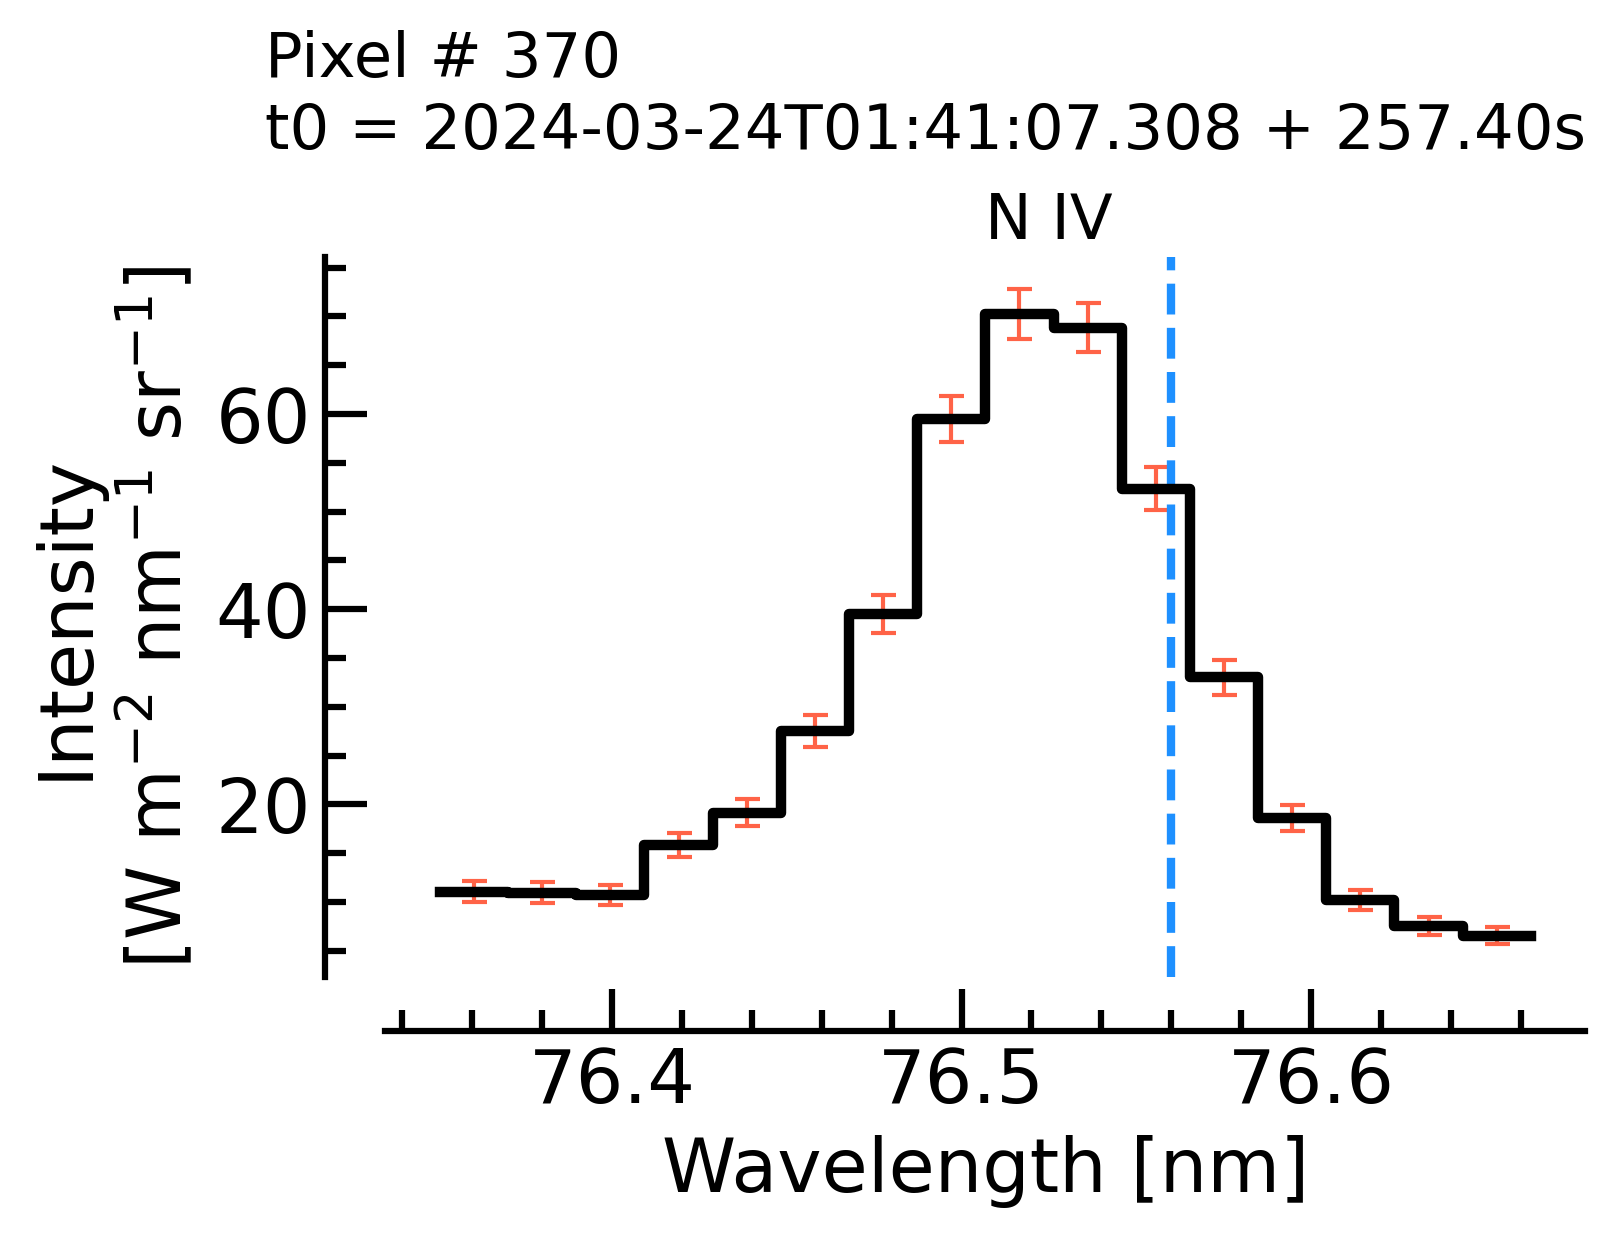 Pixel # 370
t0 = 2024-03-24T01:41:07.308 + 257.40s
N IV
Intensity
[W m⁻² nm⁻¹ sr⁻¹]
60
40
20
76.4 76.5 76.6
Wavelength [nm]